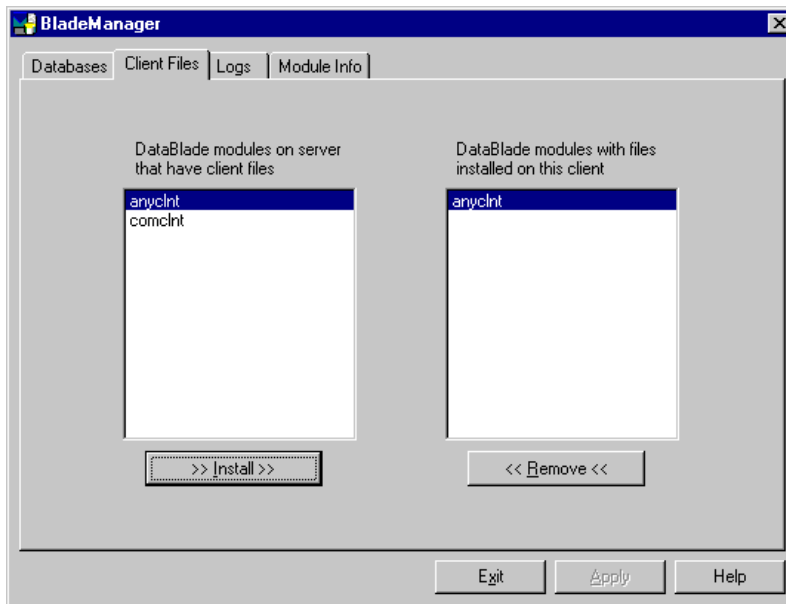 BladeManager
Databases Client Files Logs Module Info
DataBlade modules on server
that have client files
anyclnt
comclnt
>> Install >>
DataBlade modules with files
installed on this client
anyclnt
<< Remove <<
Exit Apply Help